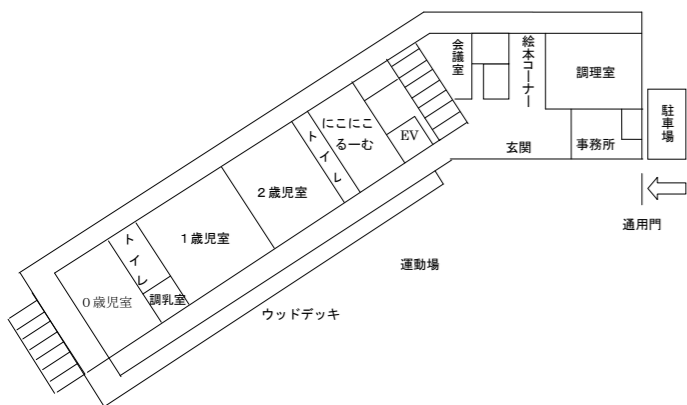 会議室
絵本コーナー
調理室
駐車場
玄関
事務所
通用門
EV
にこにこ
るーむ
トイレ
２歳児室
１歳児室
トイレ
調乳室
０歳児室
運動場
ウッドデッキ